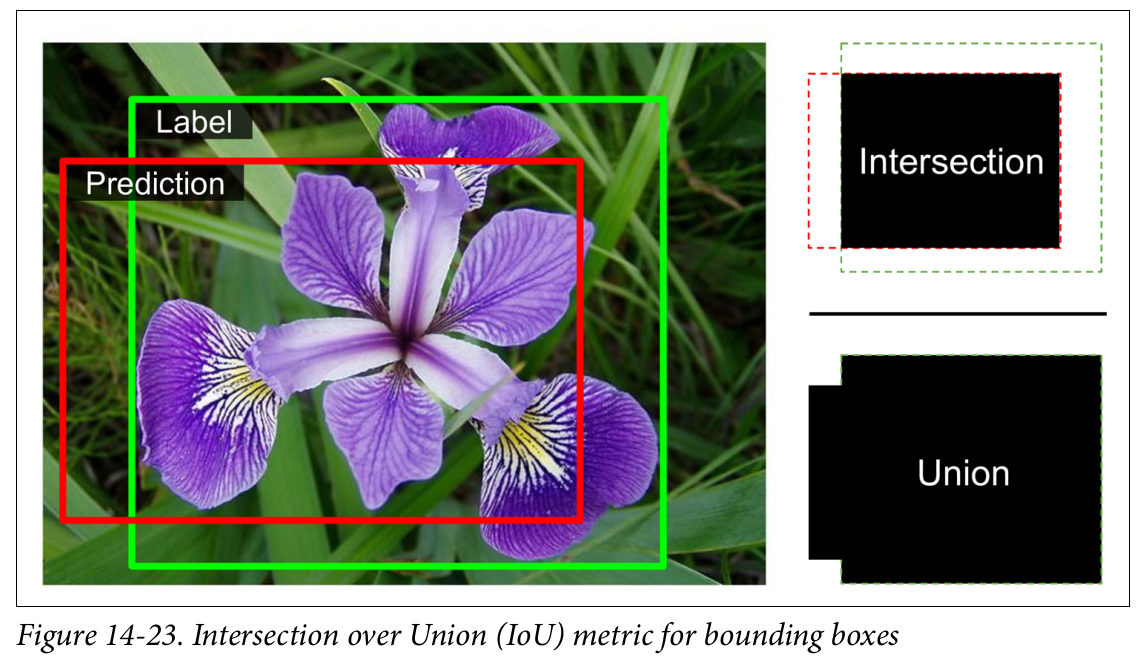 Label
Prediction
Intersection
Union
Figure 14-23. Intersection over Union (IoU) metric for bounding boxes